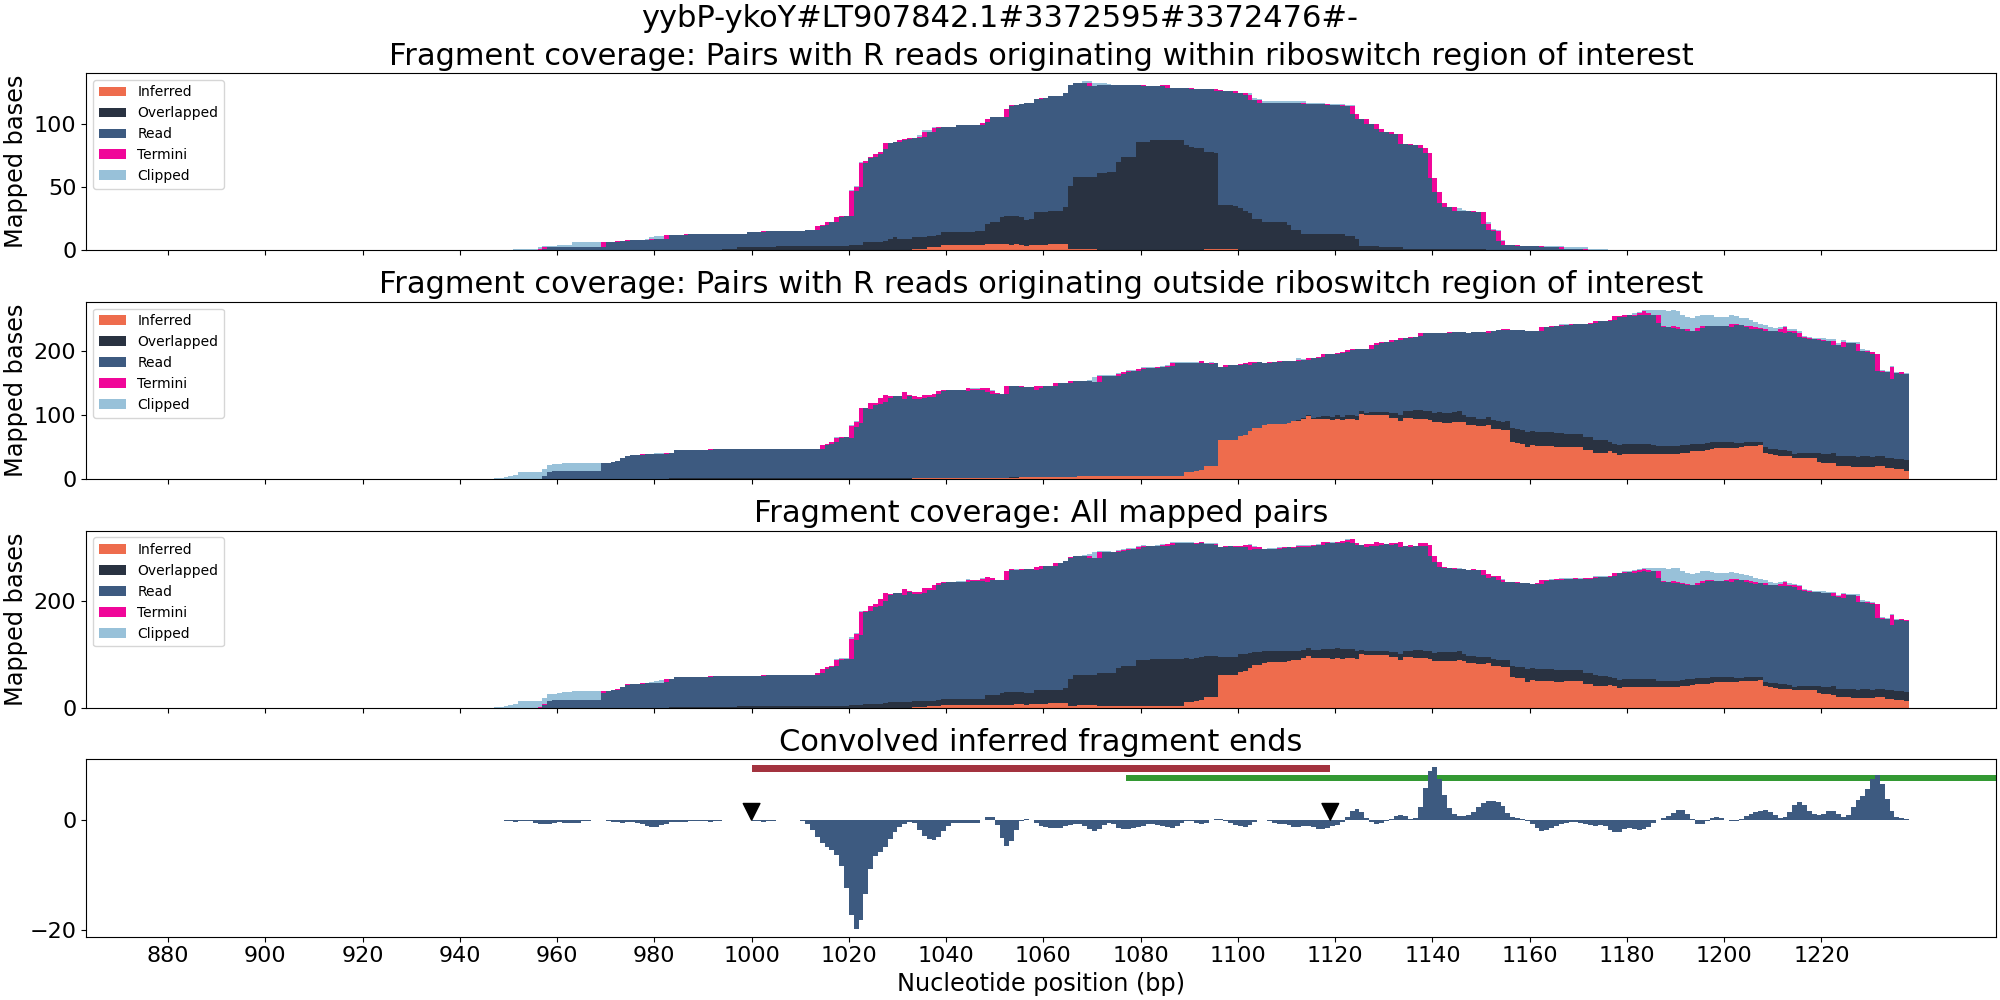 yybP-ykoY#LT907842.1#3372595#3372476#-
Fragment coverage: Pairs with R reads originating within riboswitch region of interest
Mapped bases
100
50
0
Inferred
Overlapped
Read
Termini
Clipped
Fragment coverage: Pairs with R reads originating outside riboswitch region of interest
Mapped bases
200
100
0
Inferred
Overlapped
Read
Termini
Clipped
Fragment coverage: All mapped pairs
Mapped bases
200
0
Inferred
Overlapped
Read
Termini
Clipped
Convolved inferred fragment ends
0
−20
880 900 920 940 960 980 1000 1020 1040 1060 1080 1100 1120 1140 1160 1180 1200 1220
Nucleotide position (bp)